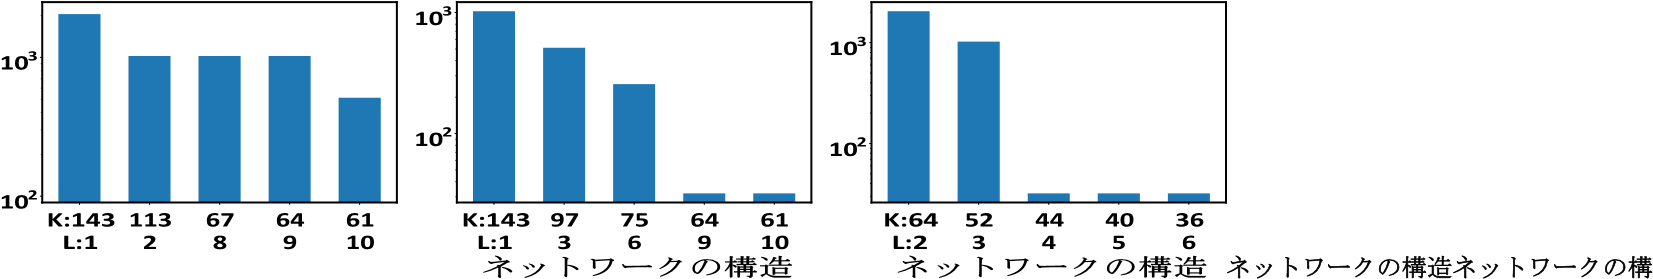 10³
10²
K:143 113 67 64 61
L:1 2 8 9 10
10³
10²
K:143 97 75 64 61
L:1 3 6 9 10
ネットワークの構造
10³
10²
K:64 52 44 40 36
L:2 3 4 5 6
ネットワークの構造 ネットワークの構造ネットワークの構